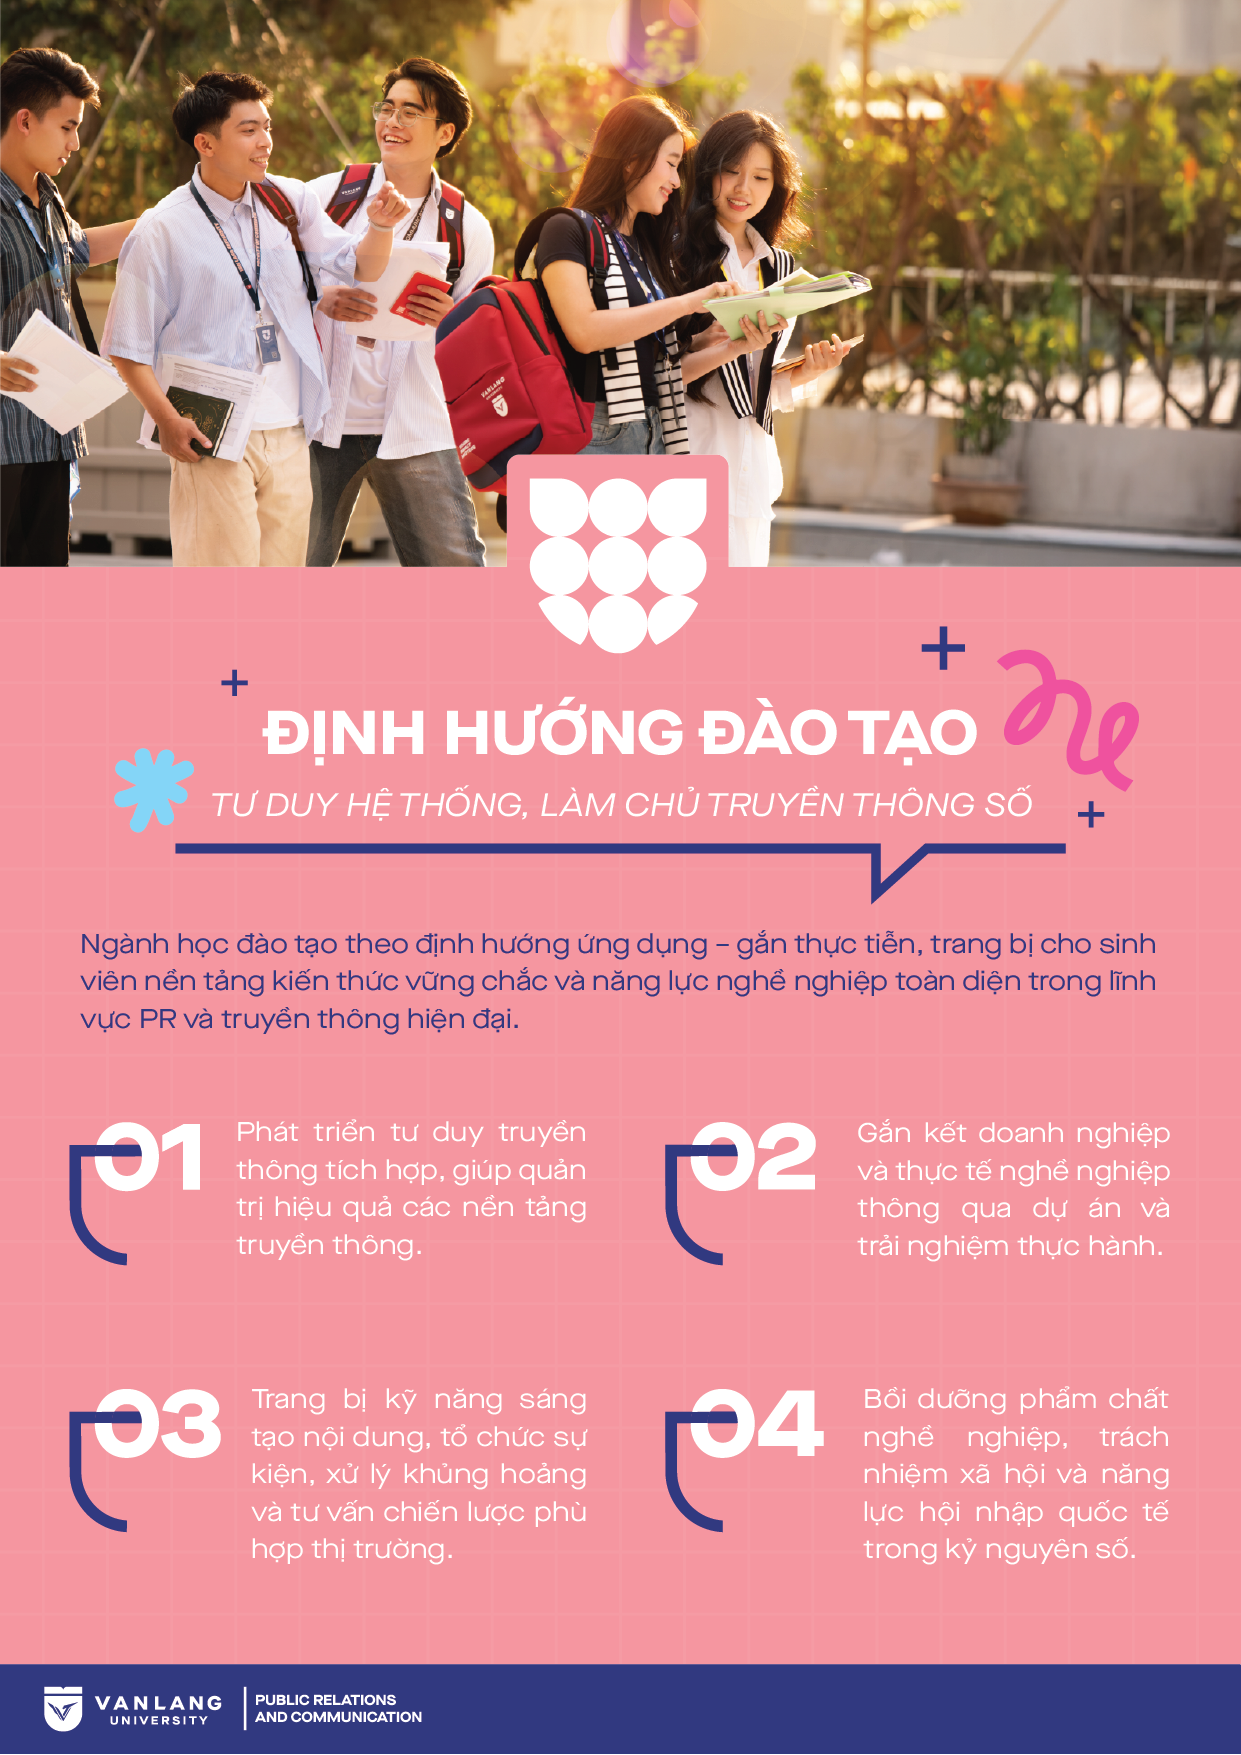 VANLANG
ĐỊNH HƯỚNG ĐÀO TẠO
TƯ DUY HỆ THỐNG, LÀM CHỦ TRUYỀN THÔNG SỐ
Ngành học đào tạo theo định hướng ứng dụng – gắn thực tiễn, trang bị cho sinh
viên nền tảng kiến thức vững chắc và năng lực nghề nghiệp toàn diện trong lĩnh
vực PR và truyền thông hiện đại.
01
Phát triển tư duy truyền
thông tích hợp, giúp quản
trị hiệu quả các nền tảng
truyền thông.
02
Gắn kết doanh nghiệp
và thực tế nghề nghiệp
thông qua dự án và
trải nghiệm thực hành.
03
Trang bị kỹ năng sáng
tạo nội dung, tổ chức sự
kiện, xử lý khủng hoảng
và tư vấn chiến lược phù
hợp thị trường.
04
Bồi dưỡng phẩm chất
nghề nghiệp, trách
nhiệm xã hội và năng
lực hội nhập quốc tế
trong kỷ nguyên số.
VANLANG
UNIVERSITY
PUBLIC RELATIONS
AND COMMUNICATION